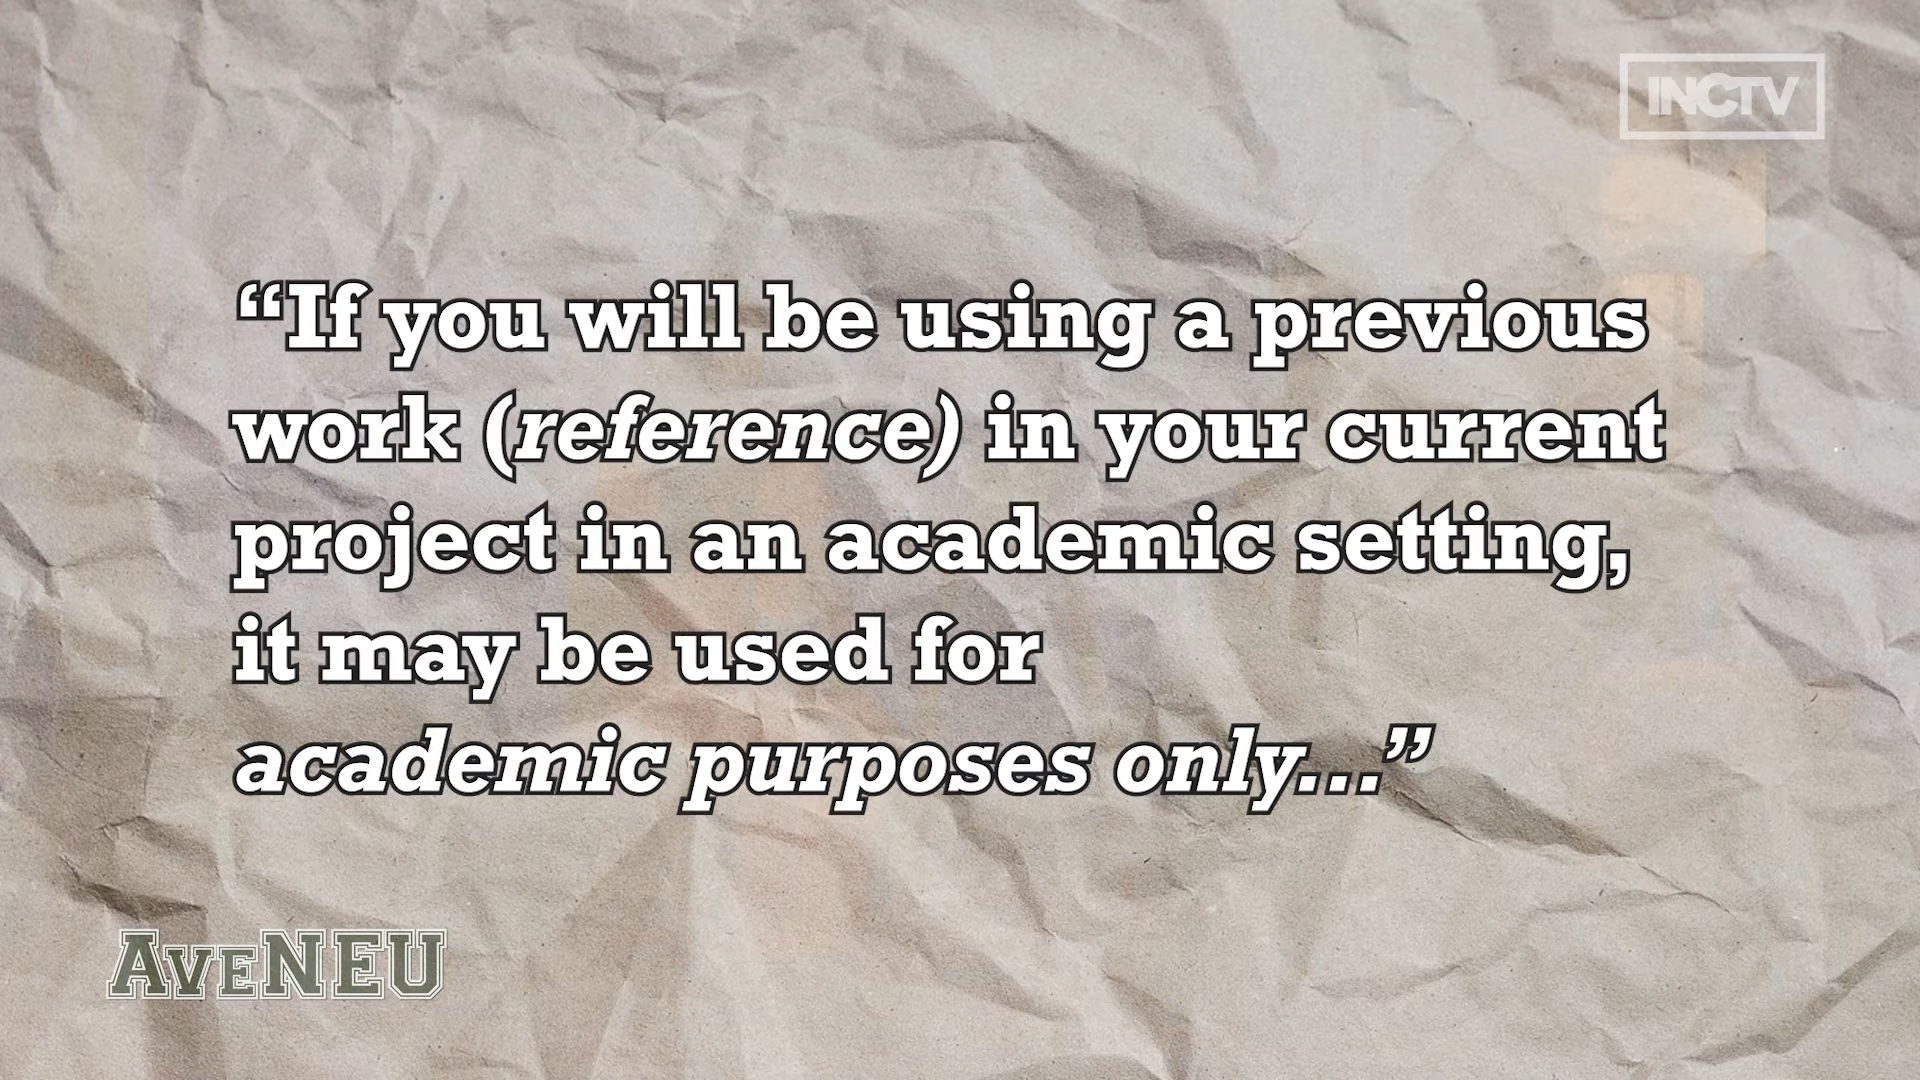 INCTV
“If you will be using a previous
work (reference) in your current
project in an academic setting,
it may be used for
academic purposes only...”
AveNEU